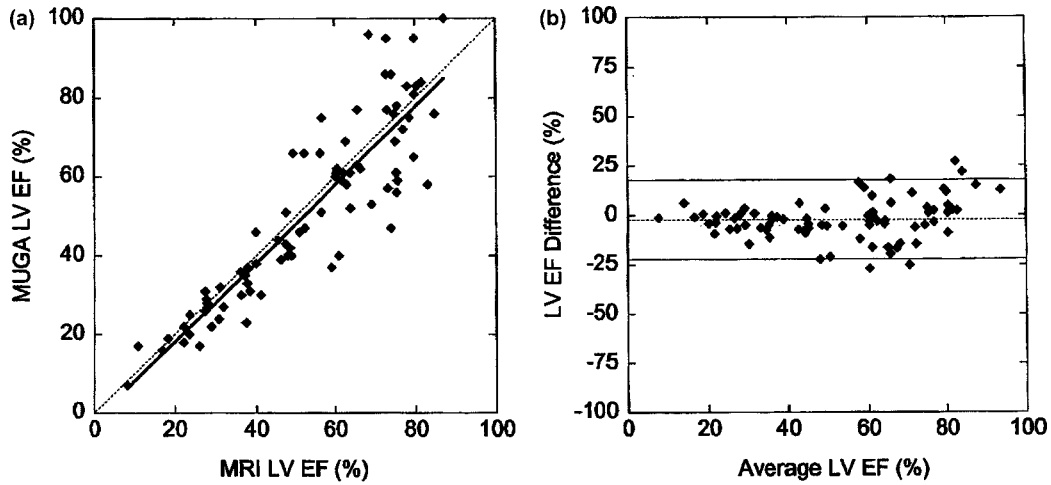 (a)
100
80
60
40
20
0
MUGA LV EF (%)
0 20 40 60 80 100
MRI LV EF (%)
(b)
100
75
50
25
0
-25
-50
-75
-100
LV EF Difference (%)
0 20 40 60 80 100
Average LV EF (%)